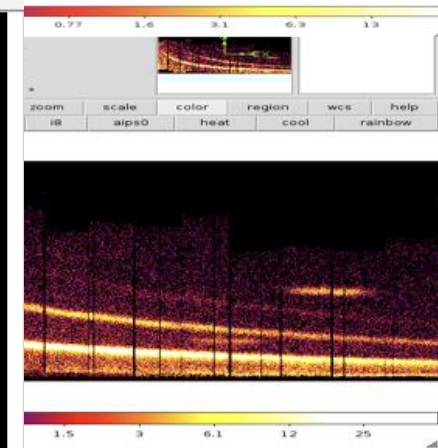 0.77 1.6 3.1 6.3 13
zoom scale color region wcs help
i8 aips0 heat cool rainbow
1.5 3 6.1 12 25